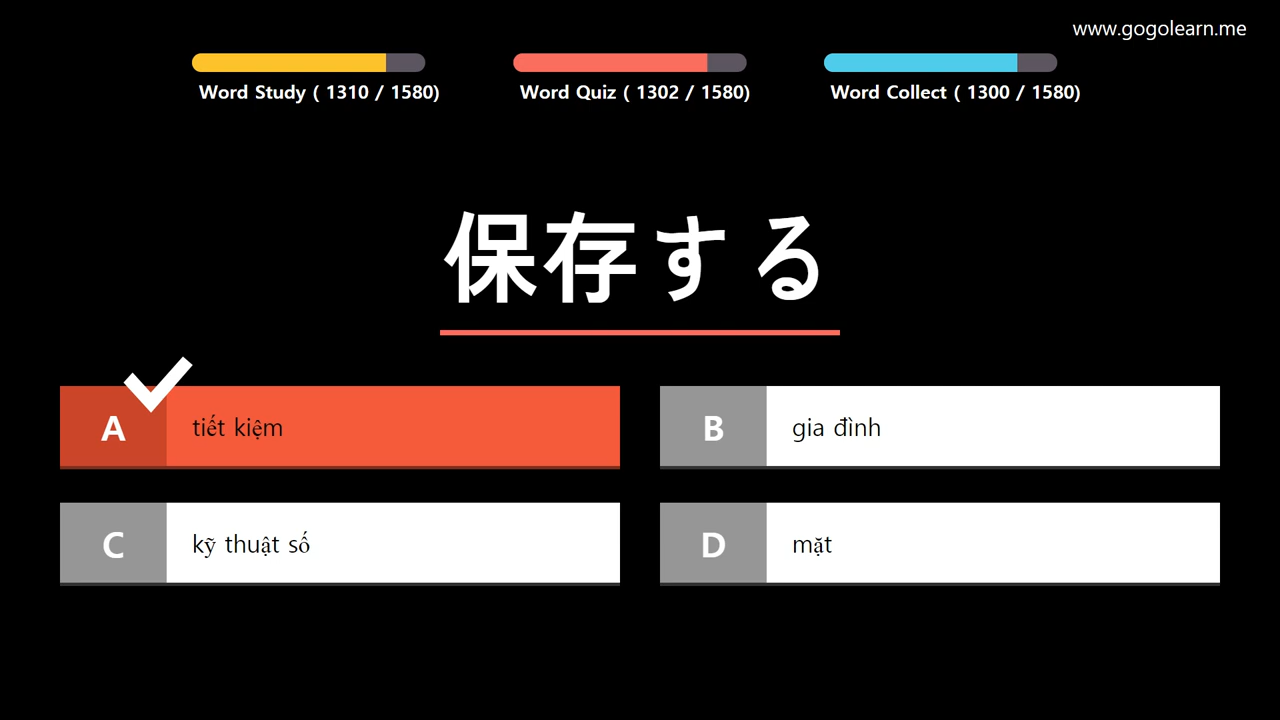 www.gogolearn.me
Word Study ( 1310 / 1580)
Word Quiz ( 1302 / 1580)
Word Collect ( 1300 / 1580)
保存する
A tiết kiệm
B gia đình
C kỹ thuật số
D mặt